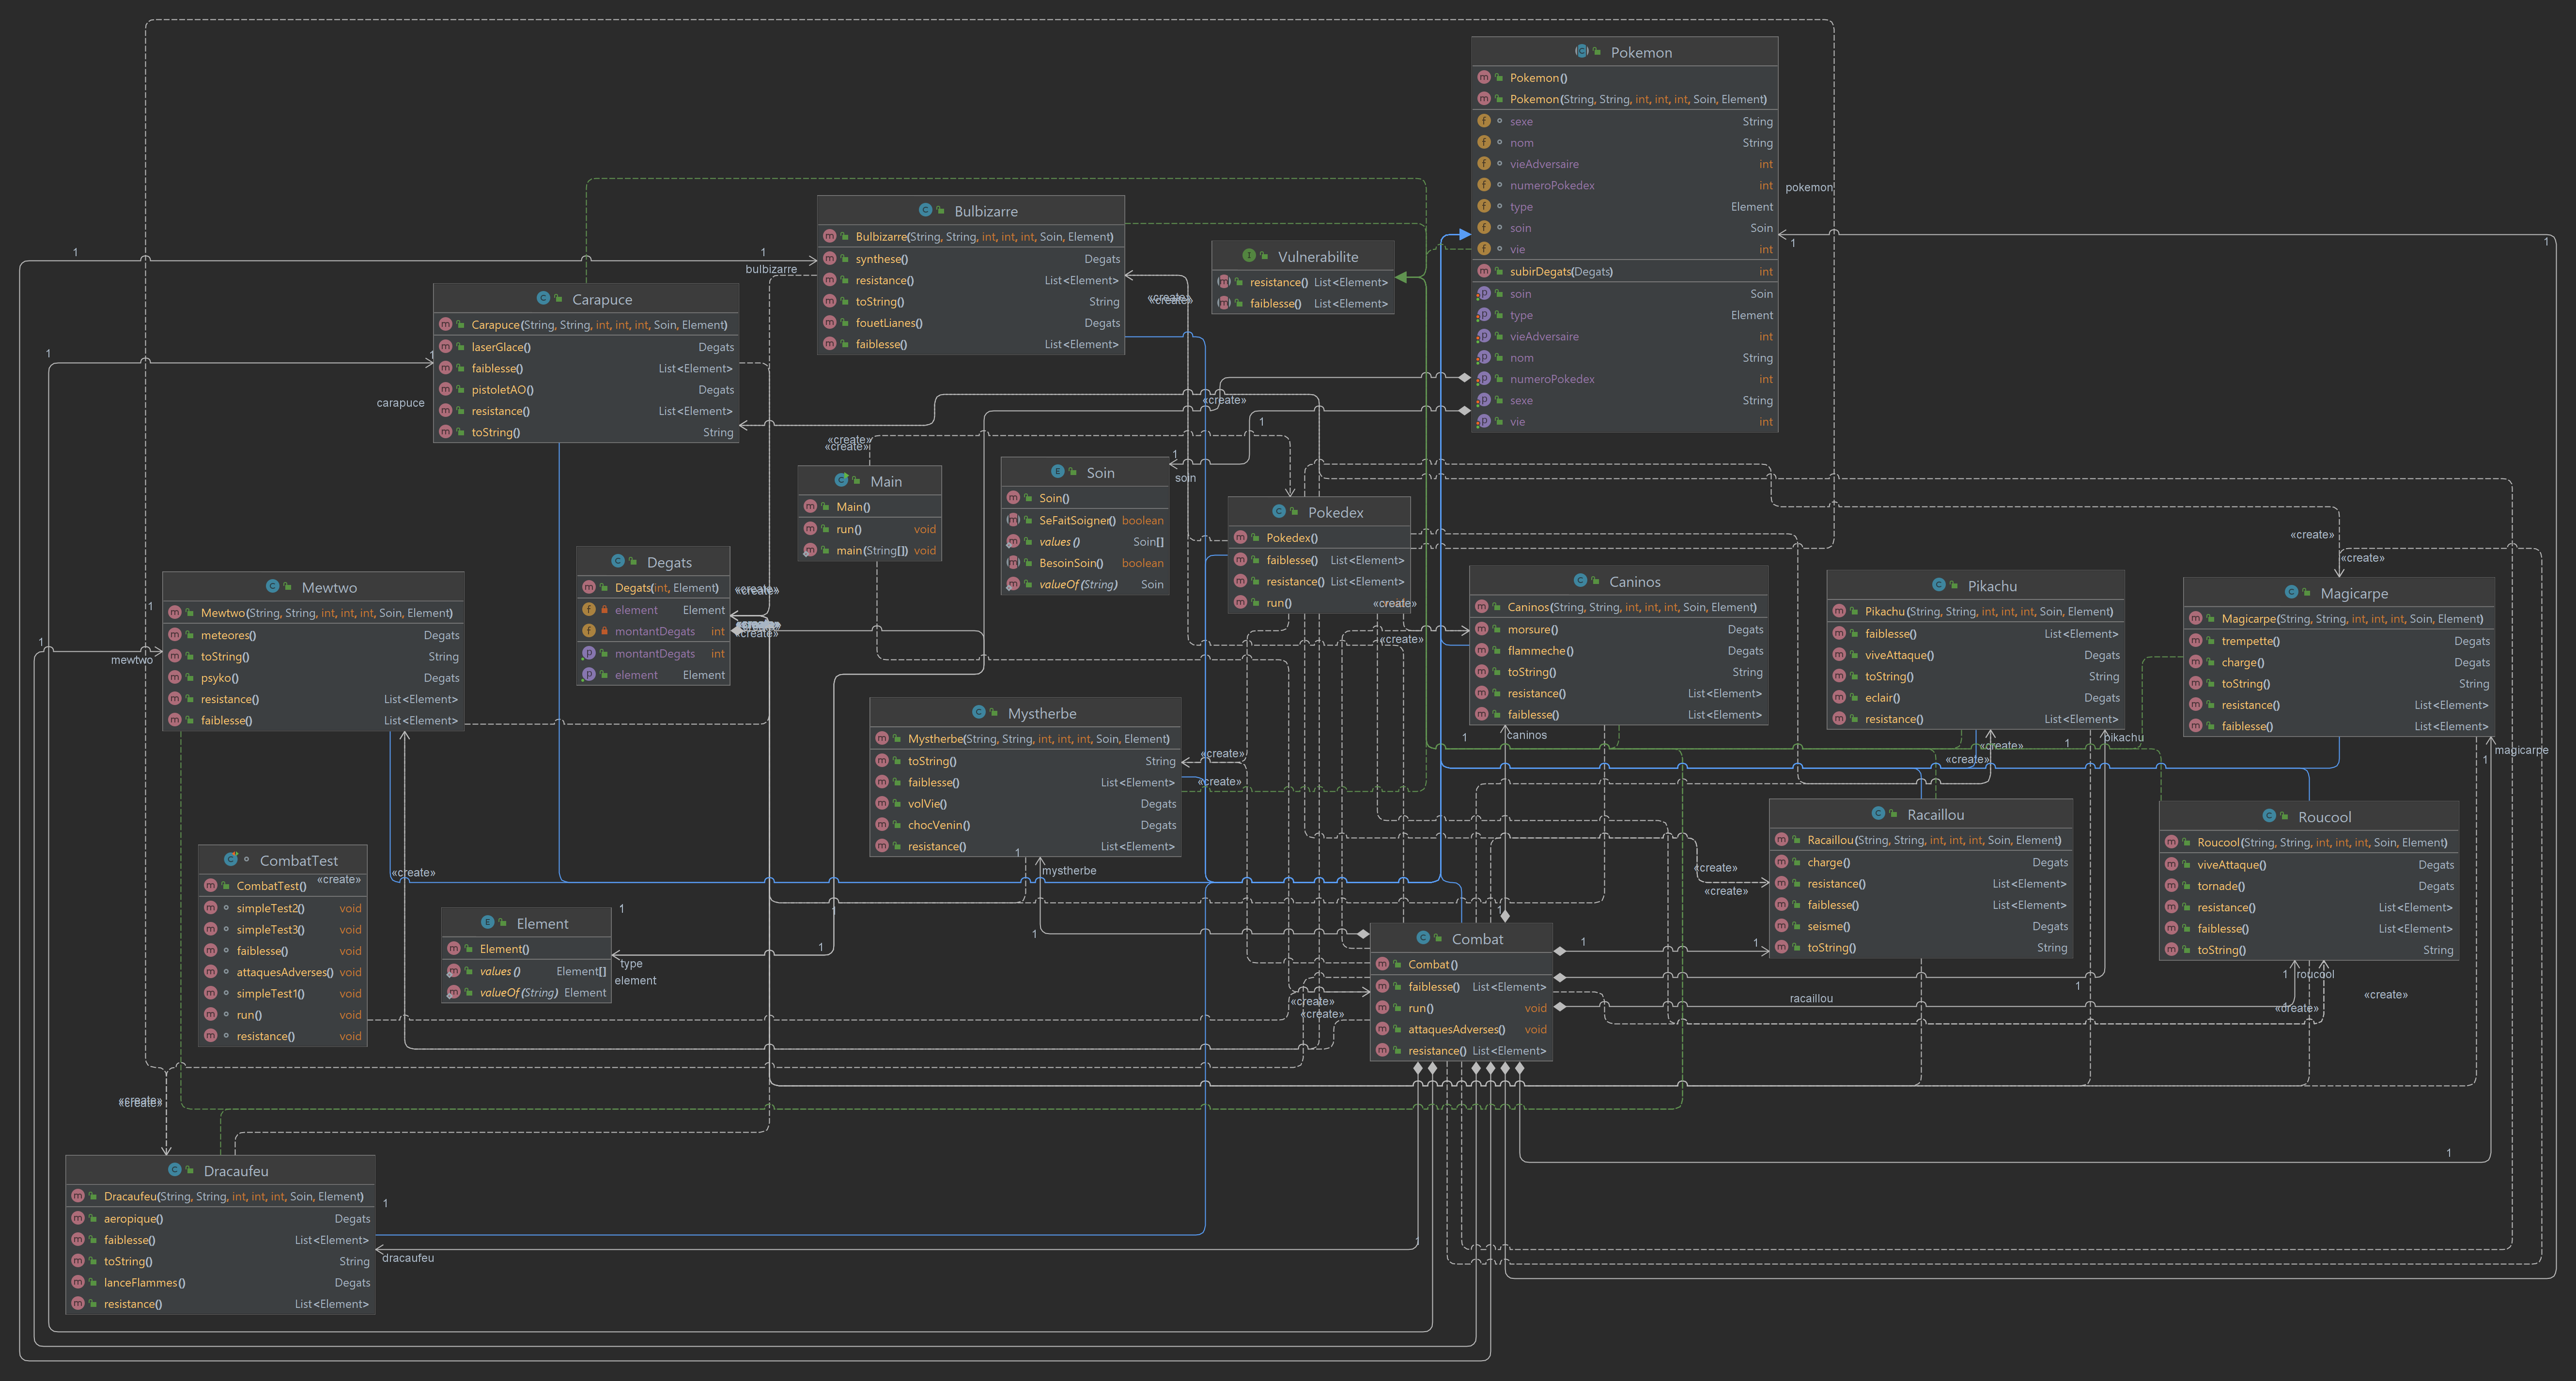 Pokemon
Pokemon()
Pokemon(String, String, int, int, int, Soin, Element)
sexe String
nom String
vieAdversaire int
numeroPokedex int
type Element
soin Soin
vie int
subirDegats(Degats) int
soin Soin
type Element
vieAdversaire int
nom String
numeroPokedex int
sexe String
vie int
pokemon
1
1
Bulbizarre
Bulbizarre(String, String, int, int, int, Soin, Element)
synthese() Degats
resistance() List<Element>
toString() String
fouetLianes() Degats
faiblesse() List<Element>
1
1
bulbizarre
«create»
«create»
Vulnerabilite
resistance() List<Element>
faiblesse() List<Element>
Carapuce
Carapuce(String, String, int, int, int, Soin, Element)
laserGlace() Degats
faiblesse() List<Element>
pistoletAO() Degats
resistance() List<Element>
toString() String
1
1
carapuce
«create»
«create»
«create»
Main
Main()
run() void
main(String[]) void
Soin
Soin()
SeFaitSoigner() boolean
values() Soin[]
BesoinSoin() boolean
valueOf(String) Soin
1
1
soin
Pokedex
Pokedex()
faiblesse() List<Element>
resistance() List<Element>
run()
«create»
«create»
Degats
Degats(int, Element)
element Element
montantDegats int
montantDegats int
element Element
«create»
«create»
«create»
«create»
Mewtwo
Mewtwo(String, String, int, int, int, Soin, Element)
meteores() Degats
toString() String
psyko() Degats
resistance() List<Element>
faiblesse() List<Element>
1
1
mewtwo
Caninos
Caninos(String, String, int, int, int, Soin, Element)
morsure() Degats
flammeche() Degats
toString() String
resistance() List<Element>
faiblesse() List<Element>
1
caninos
Pikachu
Pikachu(String, String, int, int, int, Soin, Element)
faiblesse() List<Element>
viveAttaque() Degats
toString() String
eclair() Degats
resistance() List<Element>
«create»
«create»
1
pikachu
Magicarpe
Magicarpe(String, String, int, int, int, Soin, Element)
trempette() Degats
charge() Degats
toString() String
resistance() List<Element>
faiblesse() List<Element>
«create»
«create»
1
magicarpe
Mystherbe
Mystherbe(String, String, int, int, int, Soin, Element)
toString() String
faiblesse() List<Element>
volVie() Degats
chocVenin() Degats
resistance() List<Element>
«create»
«create»
1
mystherbe
1
Racaillou
Racaillou(String, String, int, int, int, Soin, Element)
charge() Degats
resistance() List<Element>
faiblesse() List<Element>
seisme() Degats
toString() String
«create»
«create»
1
1
racaillou
Roucool
Roucool(String, String, int, int, int, Soin, Element)
viveAttaque() Degats
tornade() Degats
resistance() List<Element>
faiblesse() List<Element>
toString() String
1
roucool
1
«create»
«create»
CombatTest
CombatTest()
simpleTest2() void
simpleTest3() void
faiblesse() void
attaquesAdverses() void
simpleTest1() void
run() void
resistance() void
«create»
«create»
Element
Element()
values() Element[]
valueOf(String) Element
1
1
type
element
Combat
Combat()
faiblesse() List<Element>
run() void
attaquesAdverses() void
resistance() List<Element>
«create»
«create»
1
Dracaufeu
Dracaufeu(String, String, int, int, int, Soin, Element)
aeropique() Degats
faiblesse() List<Element>
toString() String
lanceFlammes() Degats
resistance() List<Element>
«create»
«create»
1
dracaufeu